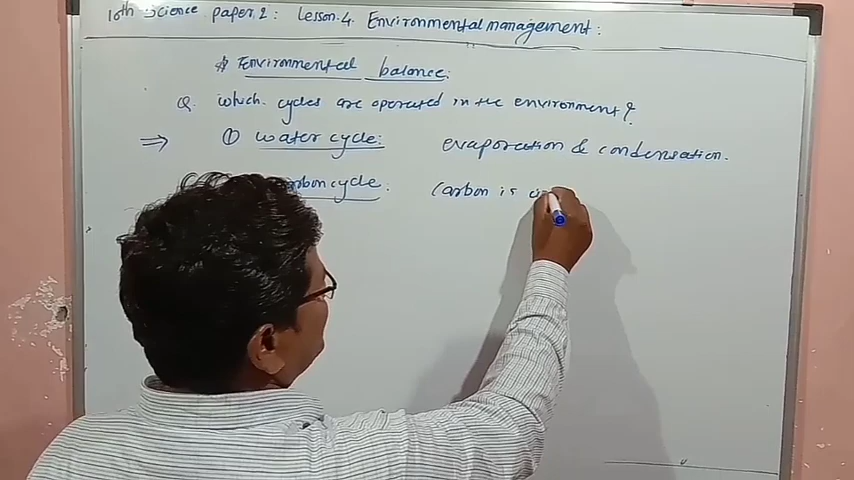 10th Science paper.2 : Lesson.4. Environmental management :
* Environmental balance:
Q. which cycles are operated in the environment?
⇒ ① water cycle: evaporation & condensation.
carbon cycle. Carbon is